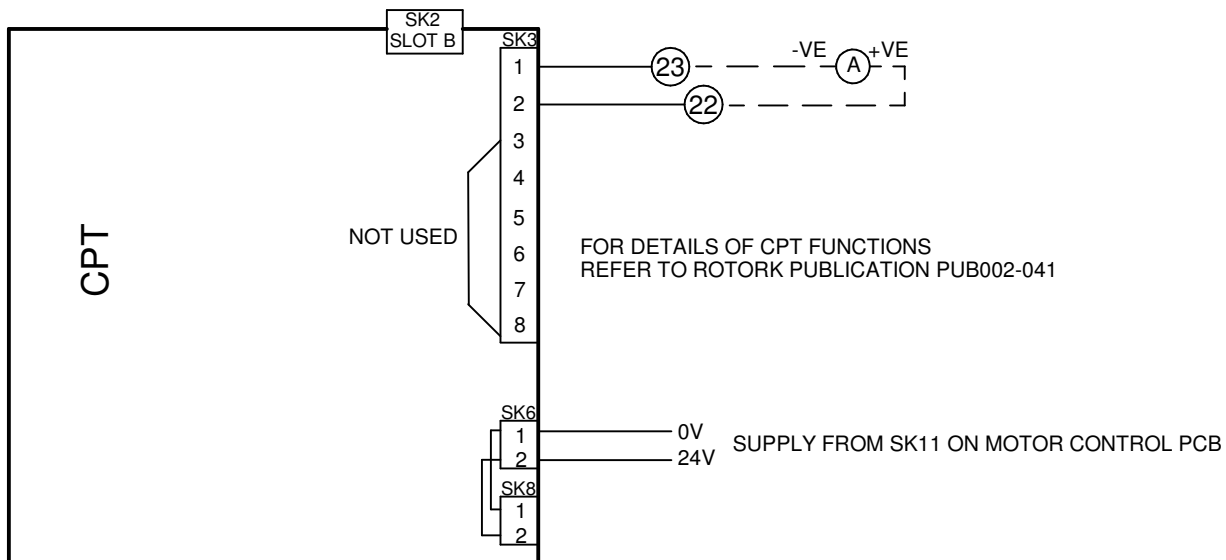 SK2
SLOT B
SK3
1
23
-VE
A
+VE
2
22
3
4
5
6
7
8
NOT USED
CPT
FOR DETAILS OF CPT FUNCTIONS
REFER TO ROTORK PUBLICATION PUB002-041
SK6
1
0V
2
24V
SUPPLY FROM SK11 ON MOTOR CONTROL PCB
SK8
1
2